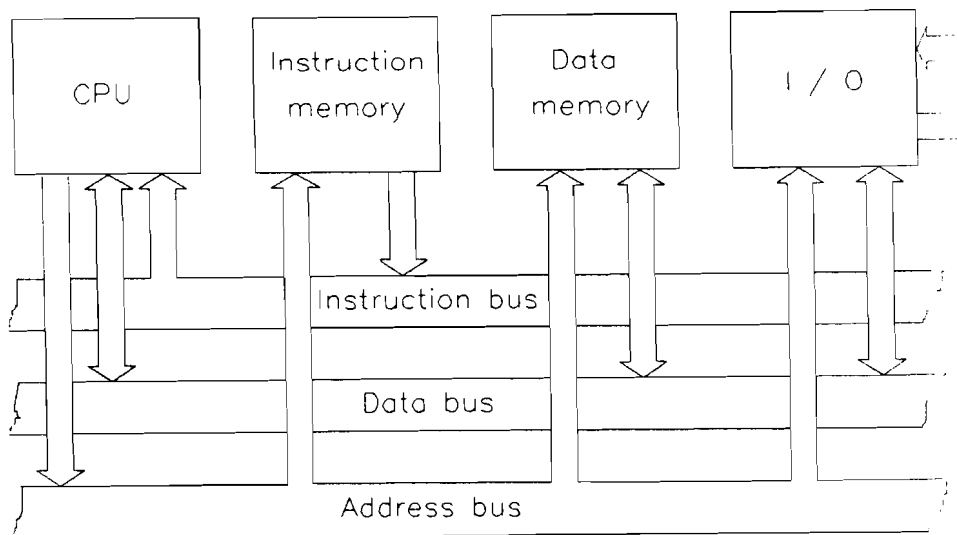 CPU
Instruction
memory
Data
memory
I / O
Instruction bus
Data bus
Address bus